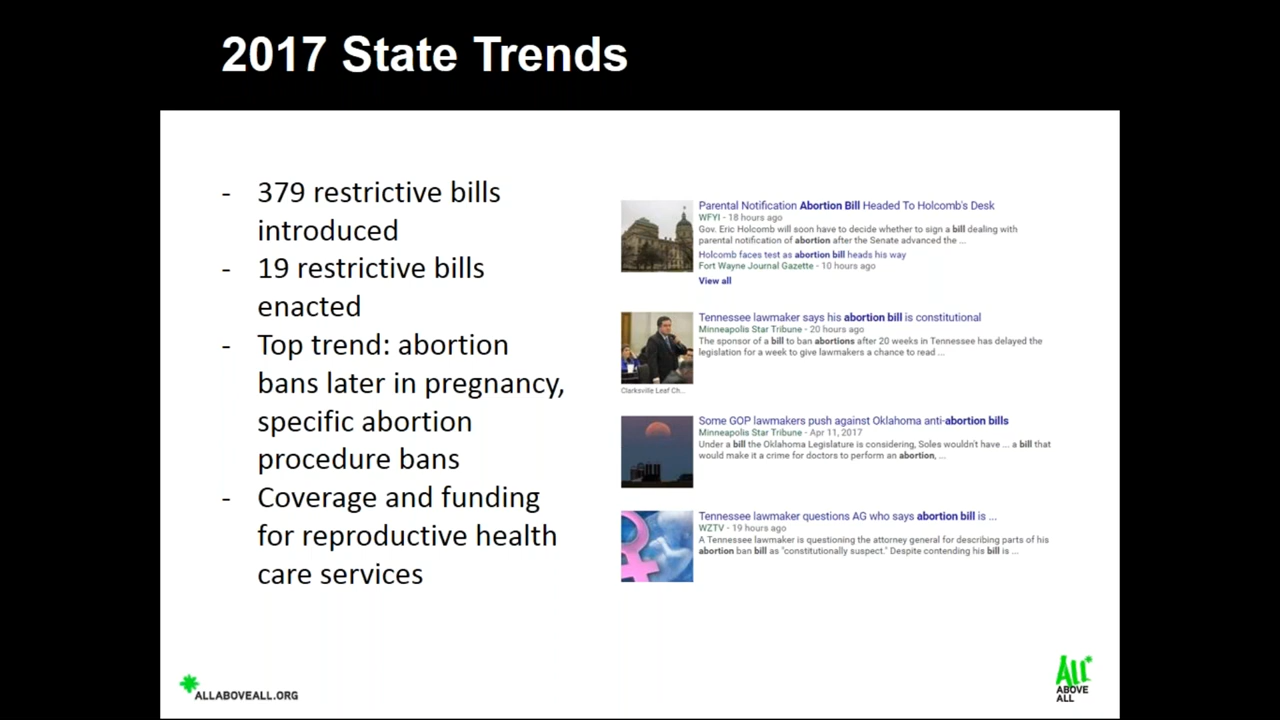 2017 State Trends
- 379 restrictive bills
introduced
- 19 restrictive bills
enacted
- Top trend: abortion
bans later in pregnancy,
specific abortion
procedure bans
- Coverage and funding
for reproductive health
care services
Parental Notification Abortion Bill Headed To Holcomb's Desk
WFYI - 18 hours ago
Gov. Eric Holcomb will soon have to decide whether to sign a bill dealing with
parental notification of abortion after the Senate advanced the ...
Holcomb faces test as abortion bill heads his way
Fort Wayne Journal Gazette - 10 hours ago
View all
Tennessee lawmaker says his abortion bill is constitutional
Minneapolis Star Tribune - 20 hours ago
The sponsor of a bill to ban abortions after 20 weeks in Tennessee has delayed the
legislation for a week to give lawmakers a chance to read ...
Clarksville Leaf Ch...
Some GOP lawmakers push against Oklahoma anti-abortion bills
Minneapolis Star Tribune - Apr 11, 2017
Under a bill the Oklahoma Legislature is considering, Soles wouldn't have ... a bill that
would make it a crime for doctors to perform an abortion, ...
Tennessee lawmaker questions AG who says abortion bill is ...
WZTV - 19 hours ago
A Tennessee lawmaker is questioning the attorney general for describing parts of his
abortion ban bill as "constitutionally suspect." Despite contending his bill is ...
ALLABOVEALL.ORG
All*
ABOVE
ALL